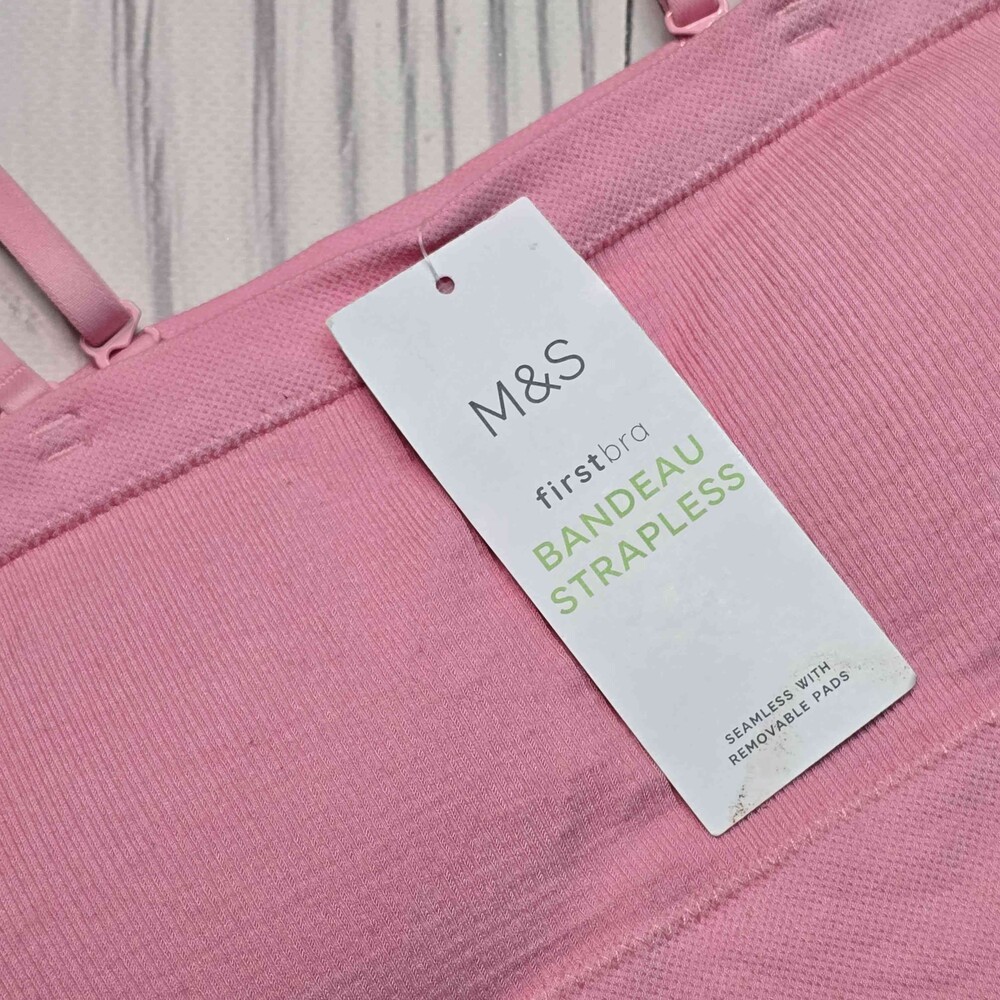 M&S
firstbra
BANDEAU
STRAPLESS
SEAMLESS WITH
REMOVABLE PADS